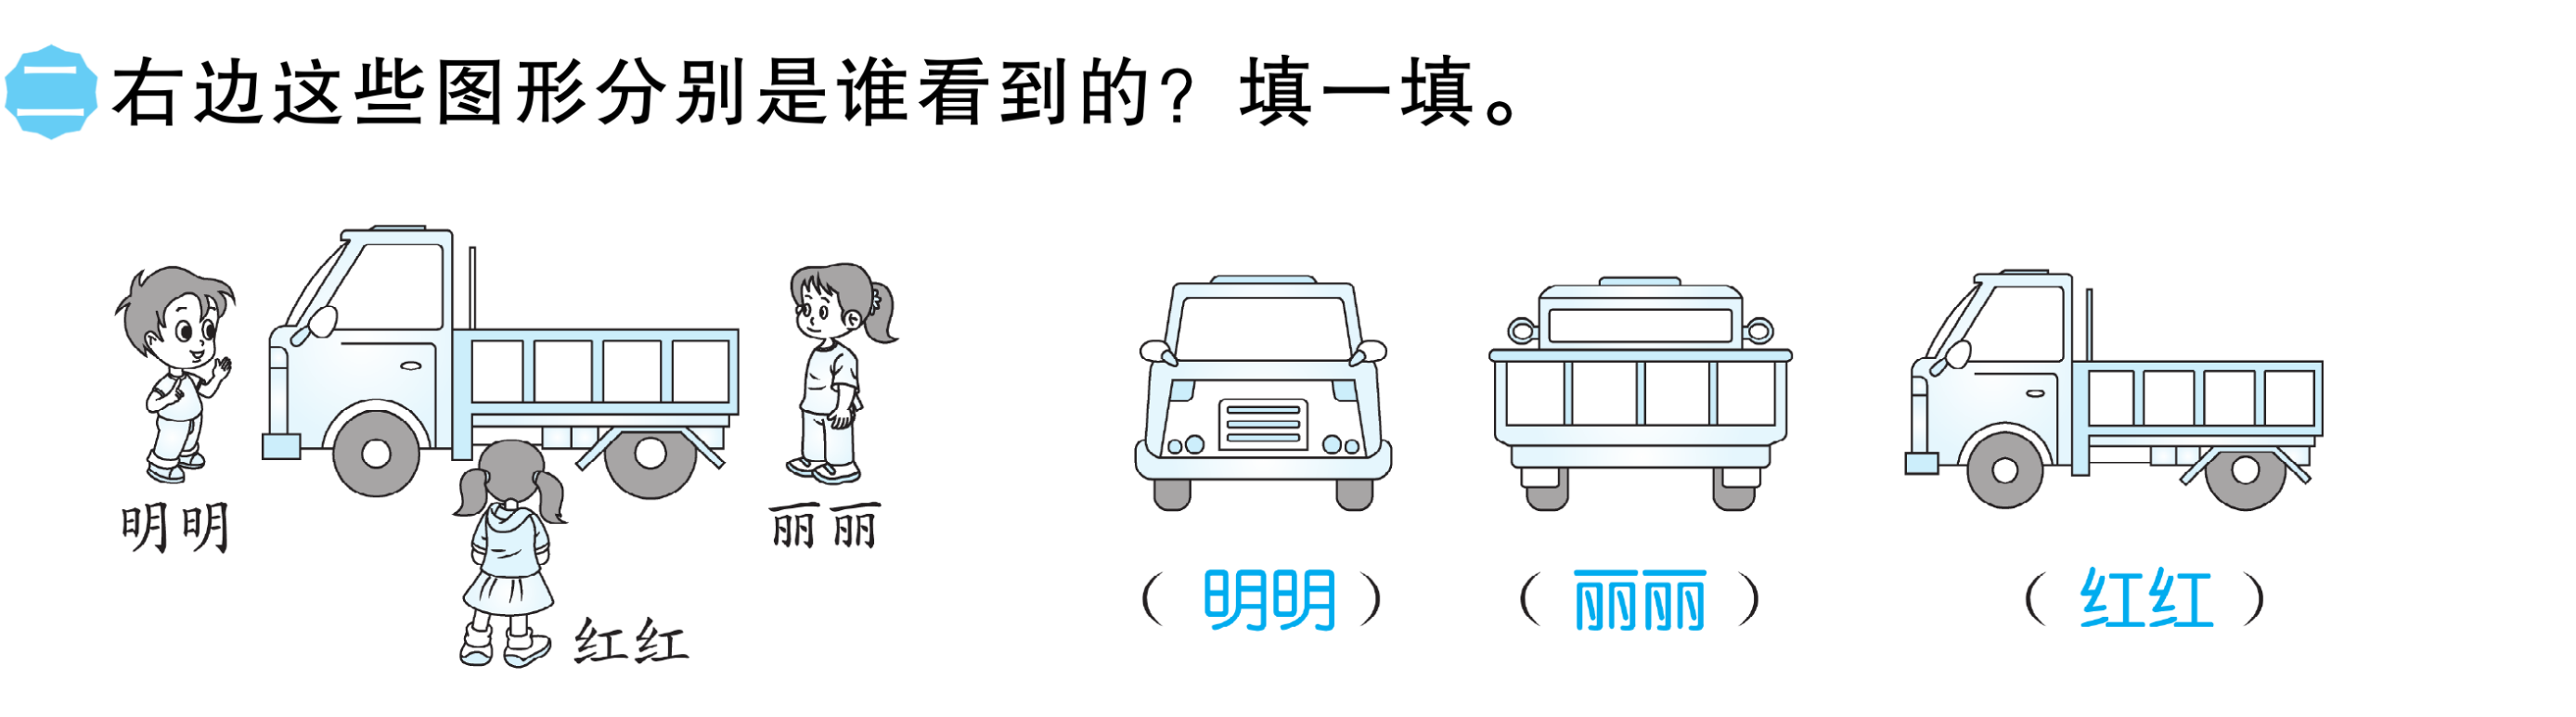 二 右边这些图形分别是谁看到的？填一填。
明明
丽丽
红红
（ 明明 ） （ 丽丽 ） （ 红红 ）